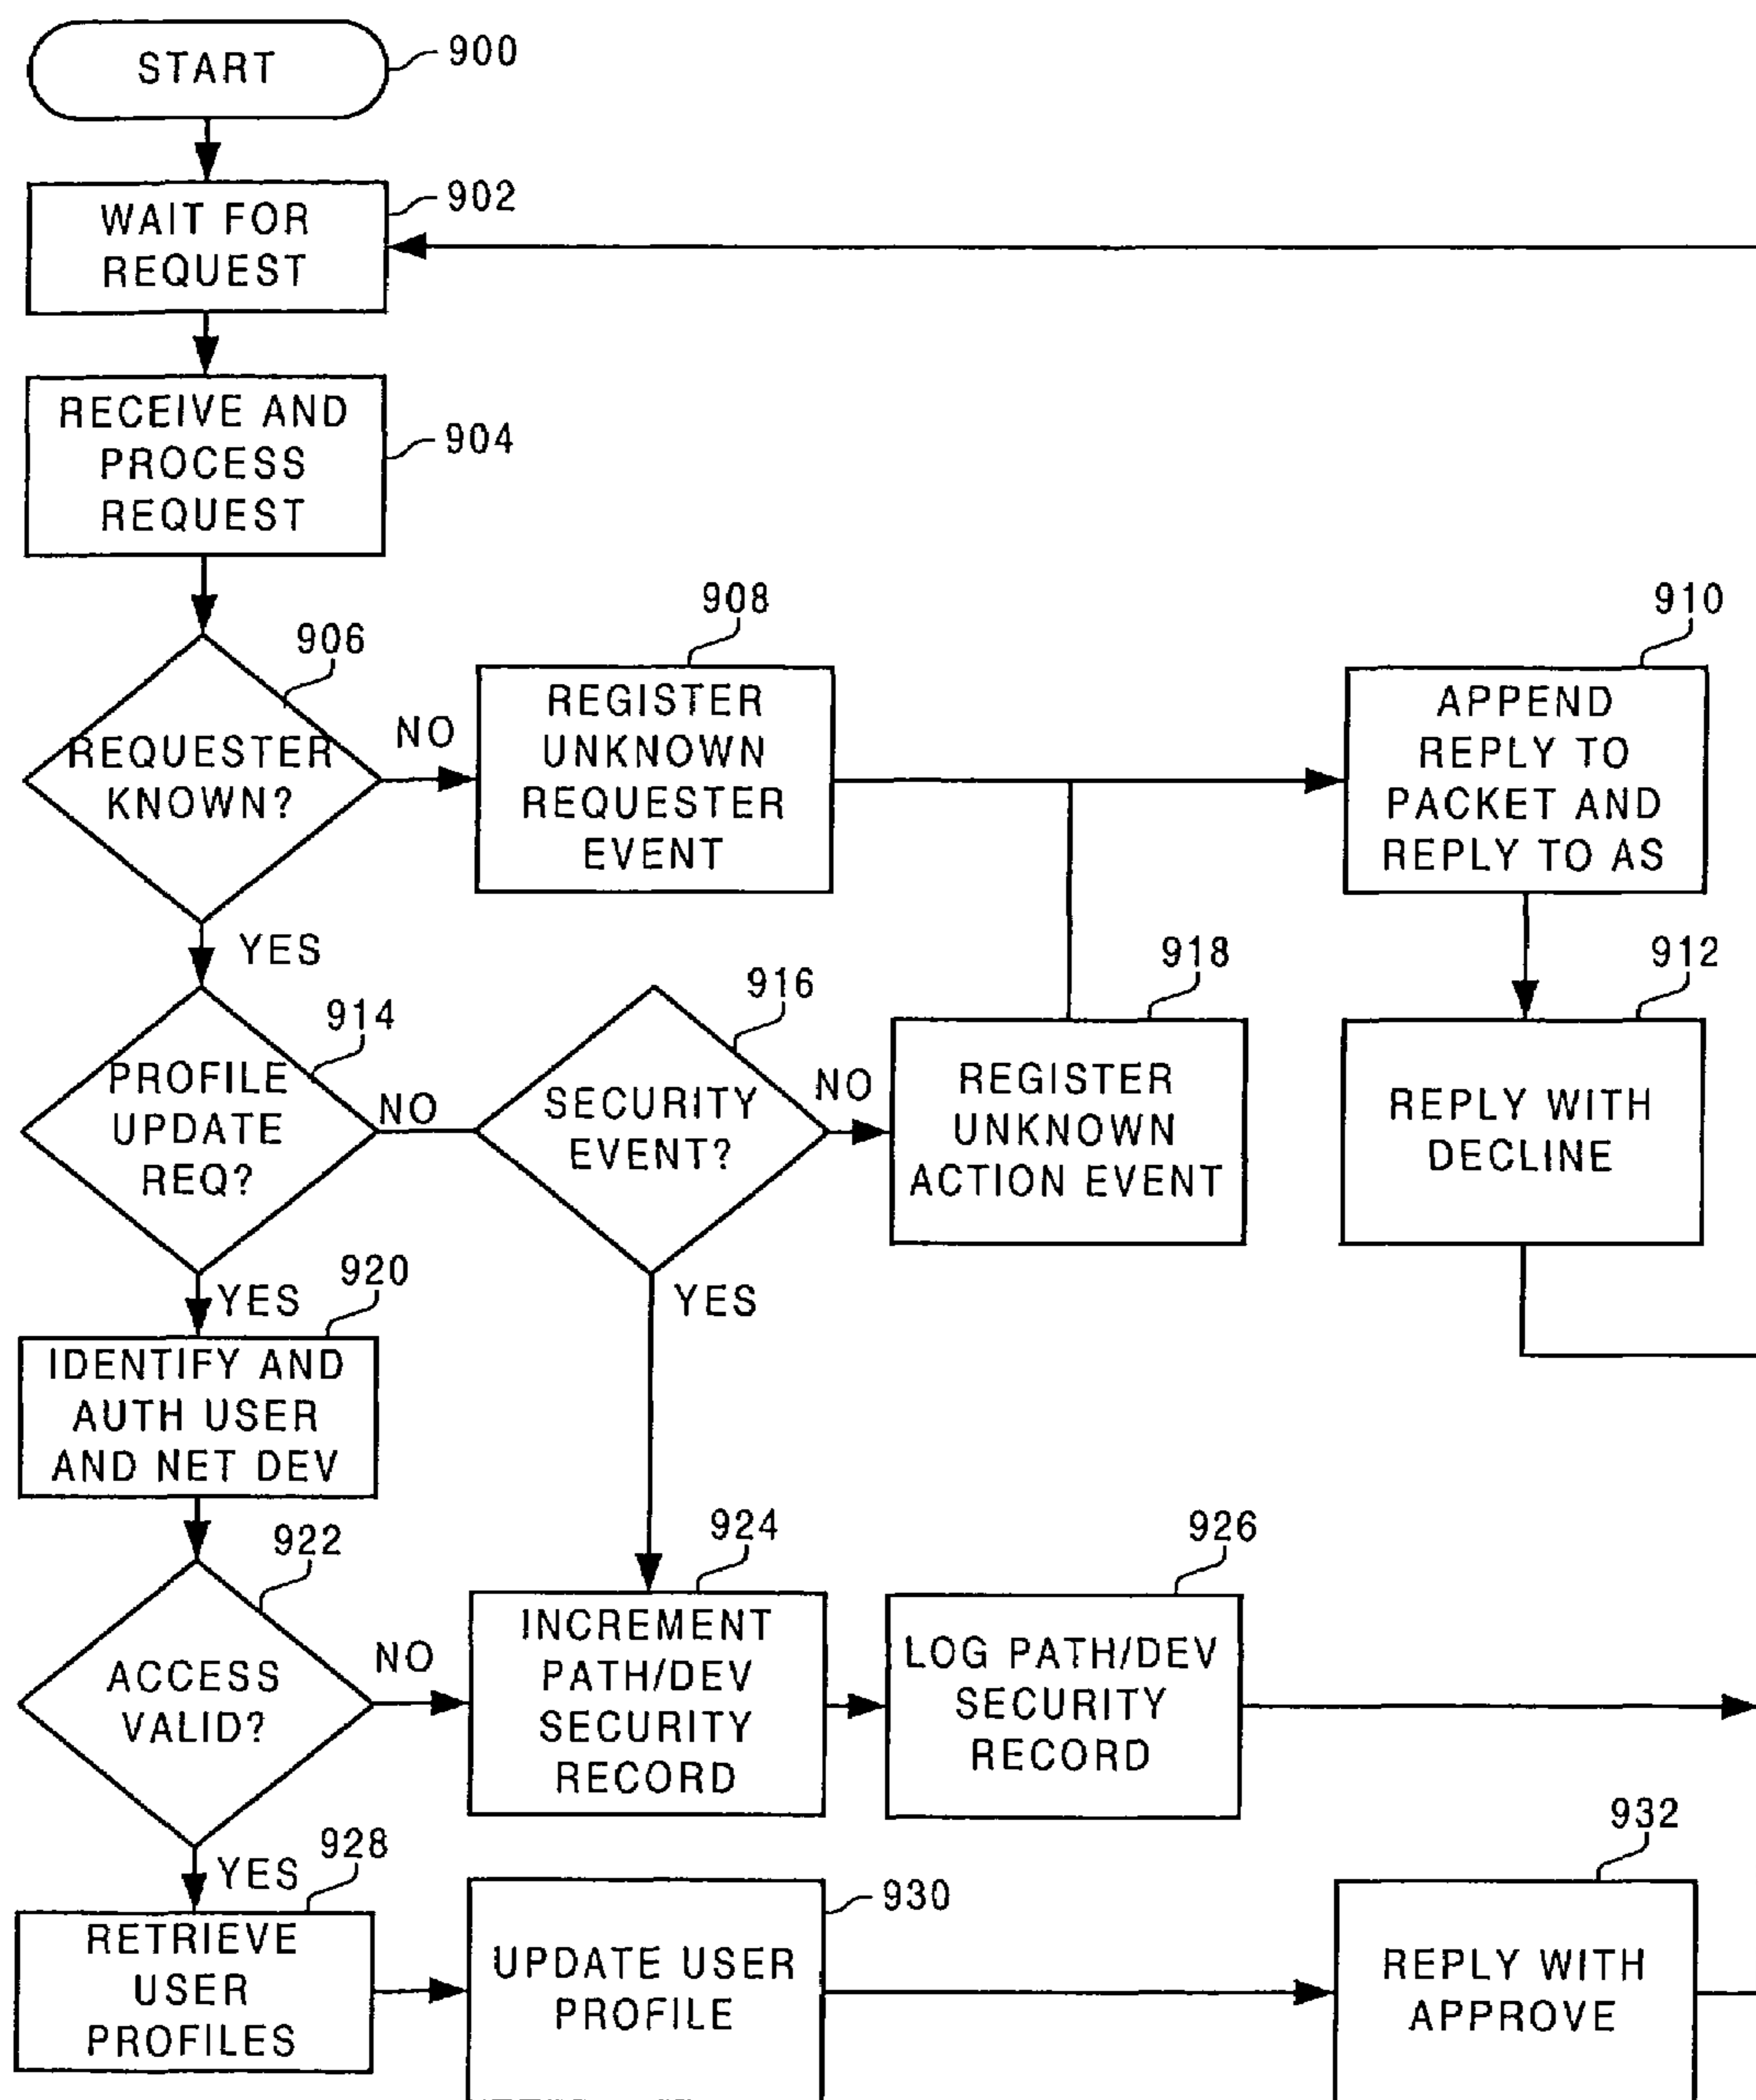 START
900
WAIT FOR
REQUEST
902
RECEIVE AND
PROCESS
REQUEST
904
906
REQUESTER
KNOWN?
NO
YES
908
REGISTER
UNKNOWN
REQUESTER
EVENT
910
APPEND
REPLY TO
PACKET AND
REPLY TO AS
914
PROFILE
UPDATE
REQ?
NO
YES
916
SECURITY
EVENT?
NO
YES
918
REGISTER
UNKNOWN
ACTION EVENT
912
REPLY WITH
DECLINE
920
IDENTIFY AND
AUTH USER
AND NET DEV
922
ACCESS
VALID?
NO
YES
924
INCREMENT
PATH/DEV
SECURITY
RECORD
926
LOG PATH/DEV
SECURITY
RECORD
928
RETRIEVE
USER
PROFILES
930
UPDATE USER
PROFILE
932
REPLY WITH
APPROVE